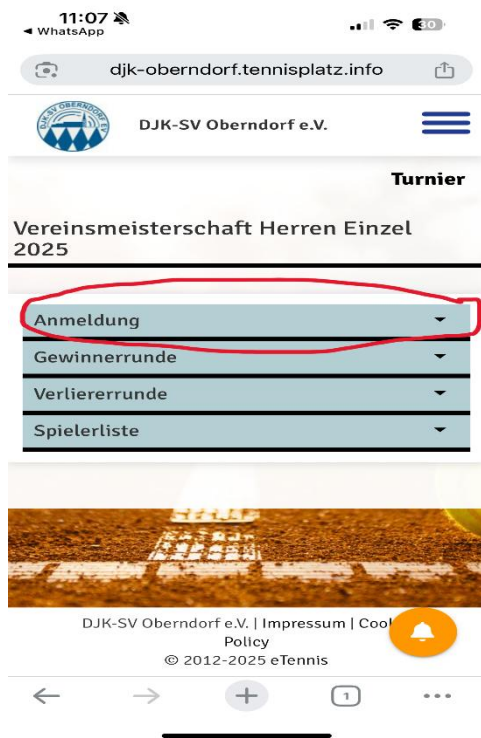 11:07
◄ WhatsApp
30
djk-oberndorf.tennisplatz.info
DJK-SV Oberndorf e.V.
Turnier
Vereinsmeisterschaft Herren Einzel
2025
Anmeldung
Gewinnerrunde
Verliererrunde
Spielerliste
DJK-SV Oberndorf e.V. | Impressum | Cook
Policy
© 2012-2025 eTennis
1